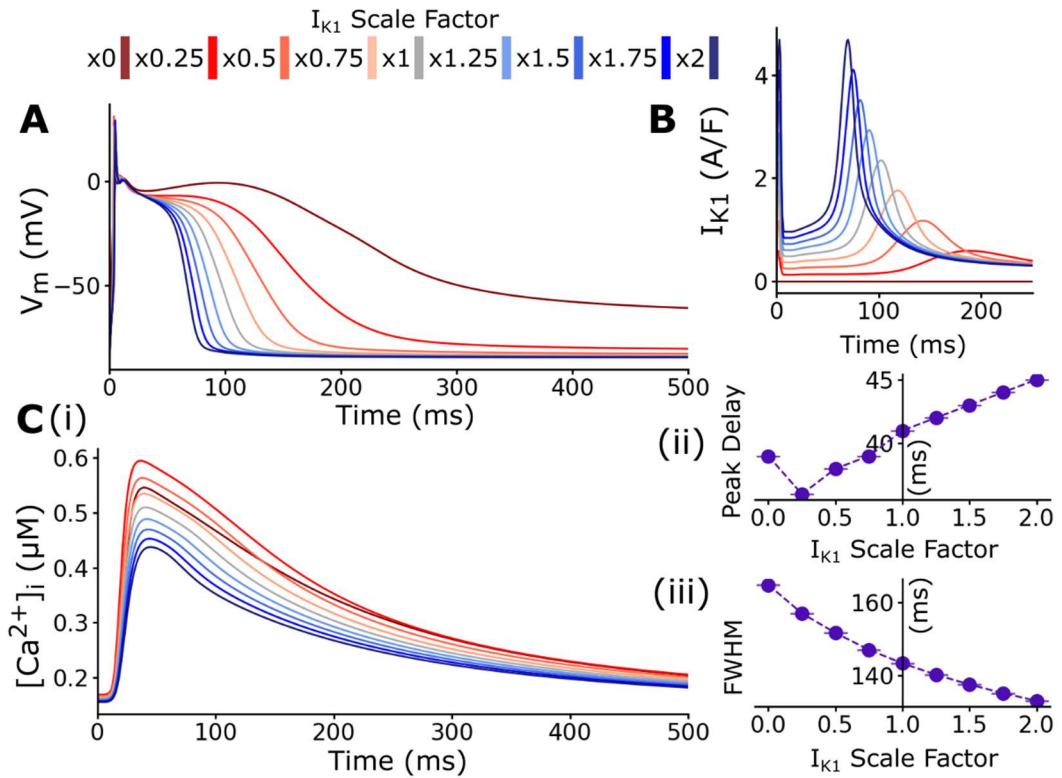 I_K1 Scale Factor
x0 x0.25 x0.5 x0.75 x1 x1.25 x1.5 x1.75 x2
A
V_m (mV)
0
−50
0 100 200 300 400 500
Time (ms)
B
I_K1 (A/F)
4
2
0
0 100 200
Time (ms)
C (i)
[Ca²⁺]_i (μM)
0.6
0.5
0.4
0.3
0.2
0 100 200 300 400 500
Time (ms)
(ii)
Peak Delay
(ms)
45
40
0.0 0.5 1.0 1.5 2.0
I_K1 Scale Factor
(iii)
FWHM
(ms)
160
140
0.0 0.5 1.0 1.5 2.0
I_K1 Scale Factor